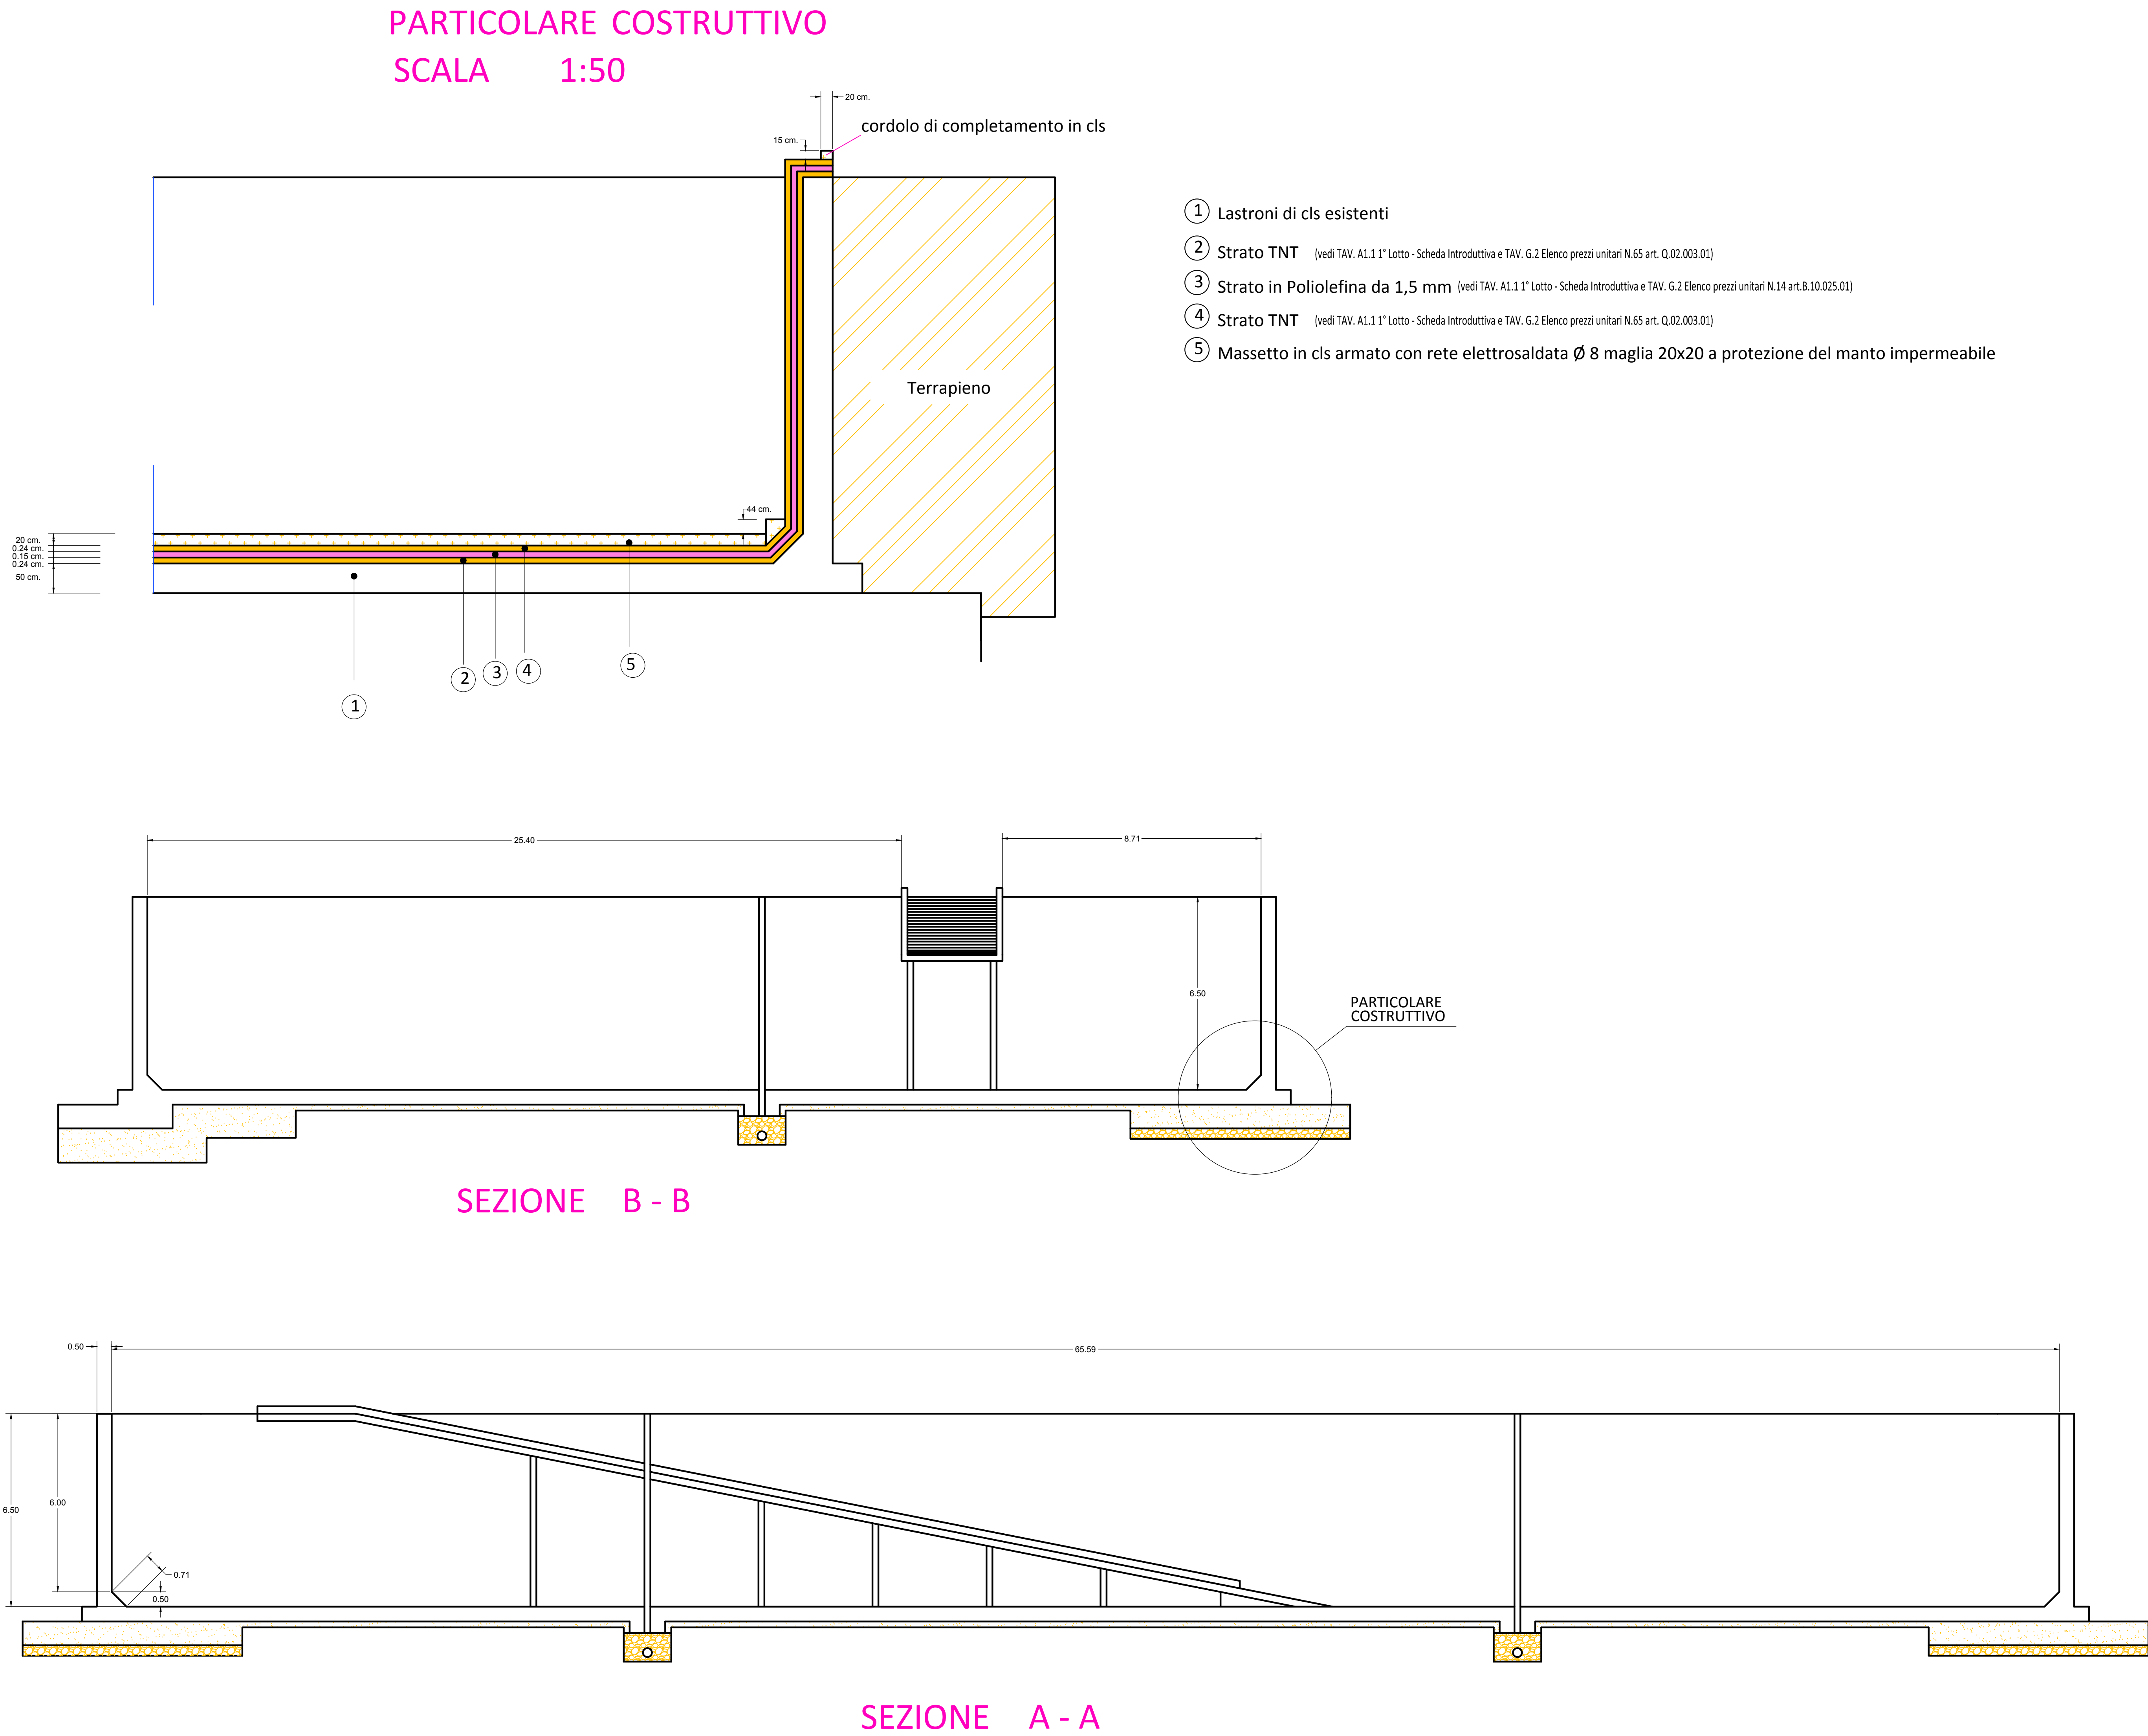 PARTICOLARE COSTRUTTIVO
SCALA 1:50
20 cm.
cordolo di completamento in cls
15 cm.
1 Lastroni di cls esistenti
2 Strato TNT (vedi TAV. A1.1 1° Lotto - Scheda Introduttiva e TAV. G.2 Elenco prezzi unitari N.65 art. Q.02.003.01)
3 Strato in Poliolefina da 1,5 mm (vedi TAV. A1.1 1° Lotto - Scheda Introduttiva e TAV. G.2 Elenco prezzi unitari N.14 art.B.10.025.01)
4 Strato TNT (vedi TAV. A1.1 1° Lotto - Scheda Introduttiva e TAV. G.2 Elenco prezzi unitari N.65 art. Q.02.003.01)
5 Massetto in cls armato con rete elettrosaldata Ø 8 maglia 20x20 a protezione del manto impermeabile
Terrapieno
44 cm.
20 cm.
0.24 cm.
0.15 cm.
0.24 cm.
50 cm.
1
2
3
4
5
25.40
8.71
6.50
PARTICOLARE
COSTRUTTIVO
SEZIONE B - B
0.50
65.59
6.50
6.00
0.71
0.50
SEZIONE A - A